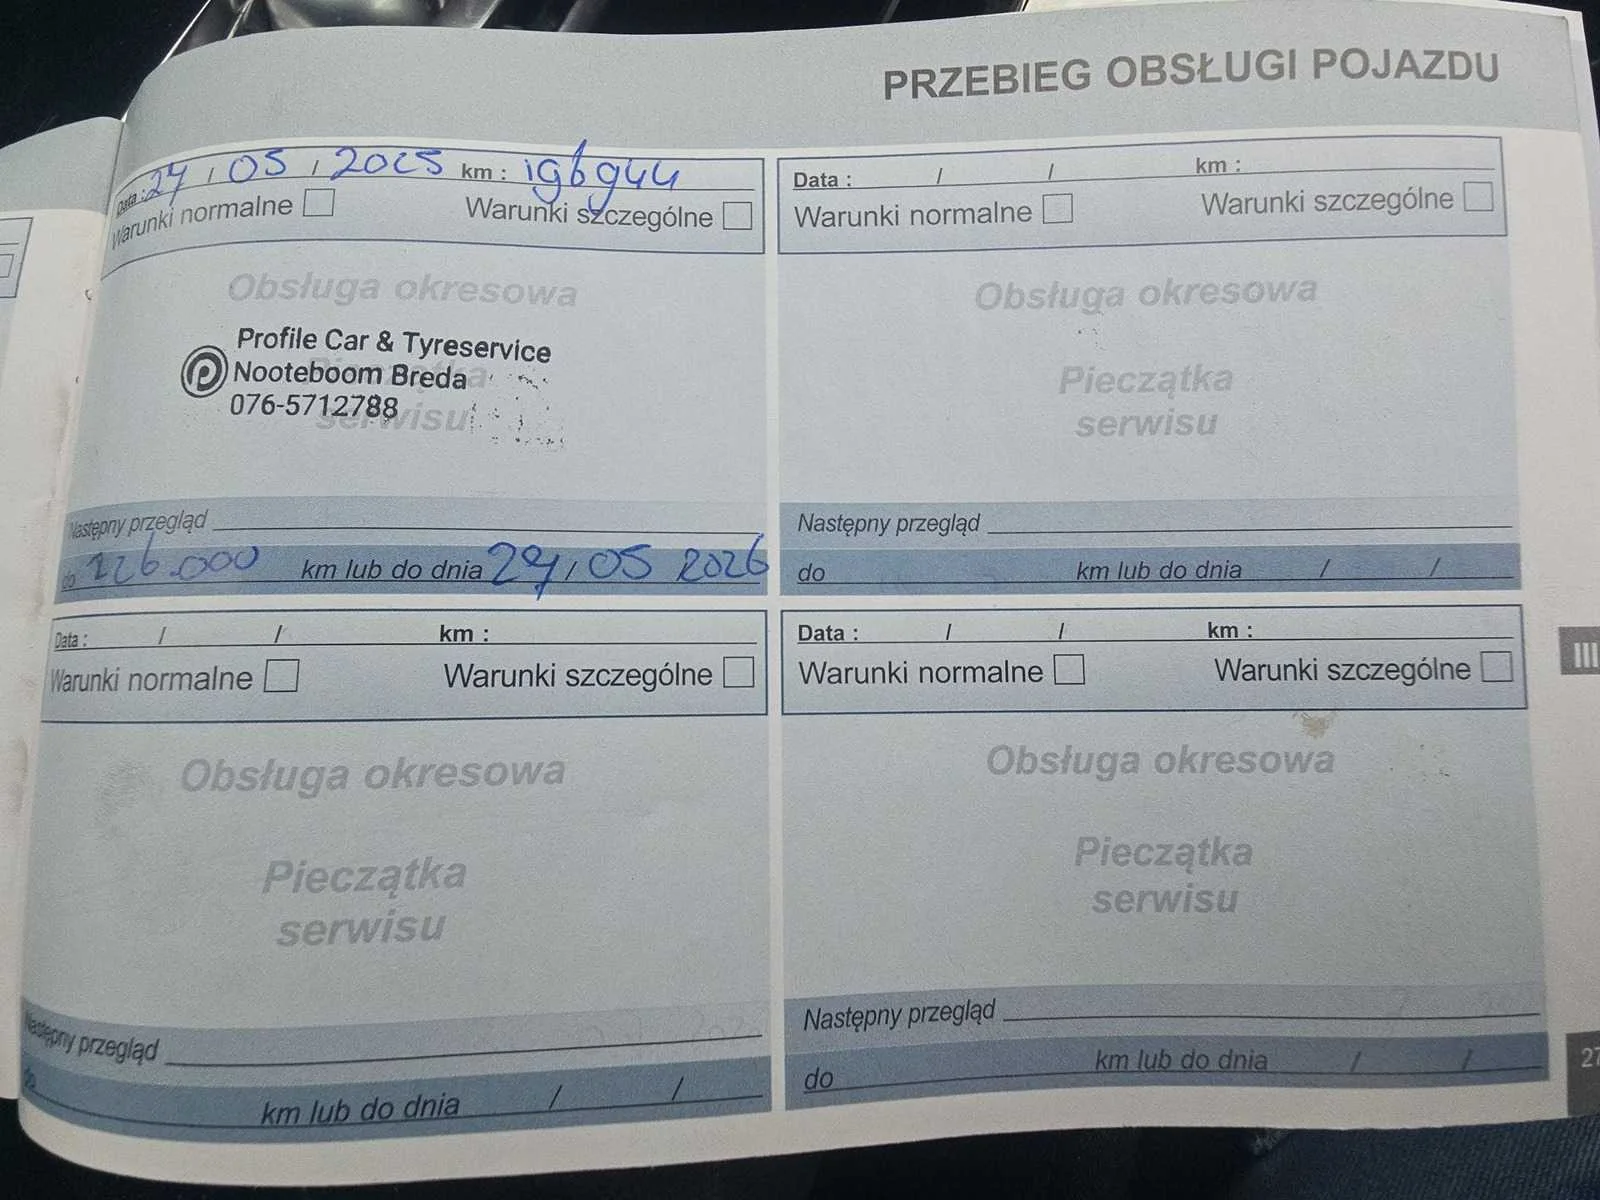 PRZEBIEG OBSŁUGI POJAZDU
Data : 27 / 05 / 2025 km : 196944
Warunki normalne Warunki szczególne
Obsługa okresowa
Pieczątka
serwisu
Profile Car & Tyreservice
Nooteboom Breda
076-5712788
Następny przegląd
do 226.000 km lub do dnia 27 / 05 2026
Data : / / km :
Warunki normalne Warunki szczególne
Obsługa okresowa
Pieczątka
serwisu
Następny przegląd
do km lub do dnia / /
Data : / / km :
Warunki normalne Warunki szczególne
Obsługa okresowa
Pieczątka
serwisu
Następny przegląd
do km lub do dnia / /
Data : / / km :
Warunki normalne Warunki szczególne
Obsługa okresowa
Pieczątka
serwisu
Następny przegląd
do km lub do dnia / /
III
27